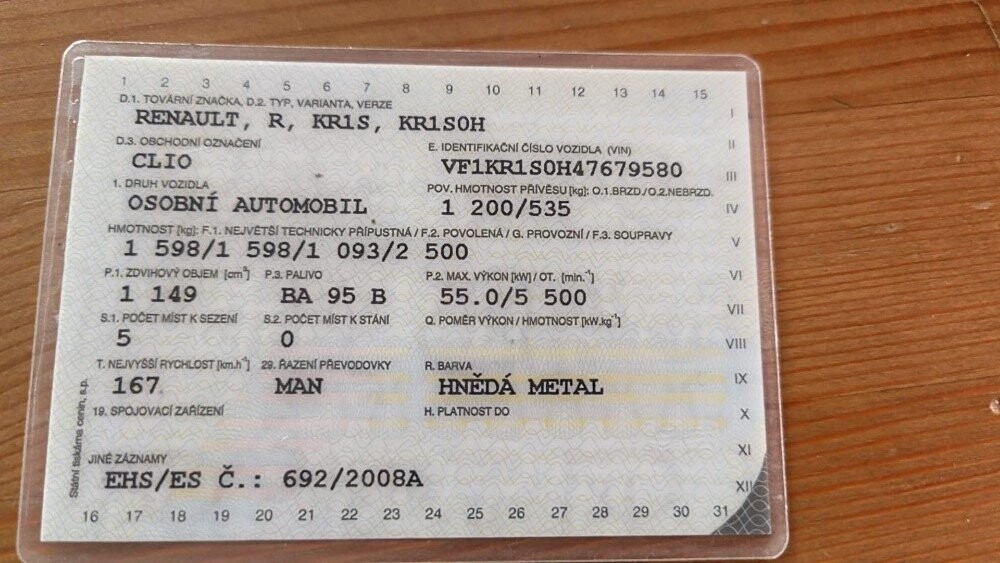 1 2 3 4 5 6 7 8 9 10 11 12 13 14 15
D.1. TOVÁRNÍ ZNAČKA, D.2. TYP, VARIANTA, VERZE
RENAULT, R, KR1S, KR1S0H
I
D.3. OBCHODNÍ OZNAČENÍ E. IDENTIFIKAČNÍ ČÍSLO VOZIDLA (VIN)
II
CLIO VF1KR1S0H47679580
III
1. DRUH VOZIDLA POV. HMOTNOST PŘÍVĚSU [kg]: O.1.BRZD./O.2.NEBRZD.
OSOBNÍ AUTOMOBIL 1 200/535
IV
HMOTNOST [kg]: F.1. NEJVĚTŠÍ TECHNICKY PŘÍPUSTNÁ / F.2. POVOLENÁ / G. PROVOZNÍ / F.3. SOUPRAVY
V
1 598/1 598/1 093/2 500
P.1. ZDVIHOVÝ OBJEM [cm³] P.3. PALIVO P.2. MAX. VÝKON [kW] / OT. [min.⁻¹]
VI
1 149 BA 95 B 55.0/5 500
VII
S.1. POČET MÍST K SEZENÍ S.2. POČET MÍST K STÁNÍ Q. POMĚR VÝKON / HMOTNOST [kW.kg⁻¹]
5 0
VIII
T. NEJVYŠŠÍ RYCHLOST [km.h⁻¹] 29. ŘAZENÍ PŘEVODOVKY R. BARVA
167 MAN HNĚDÁ METAL
IX
19. SPOJOVACÍ ZAŘÍZENÍ H. PLATNOST DO
X
XI
JINÉ ZÁZNAMY
EHS/ES Č.: 692/2008A
XII
16 17 18 19 20 21 22 23 24 25 26 27 28 29 30 31
Státní tiskárna cenin, s.p.